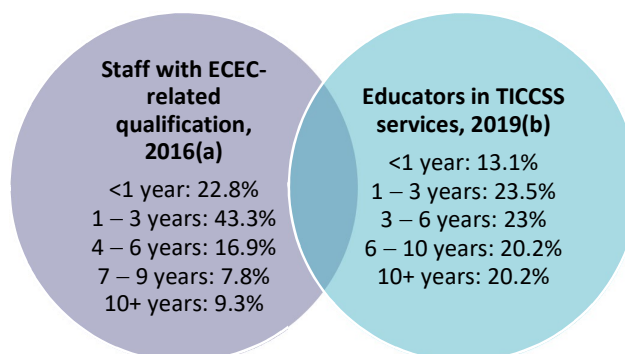 Staff with ECEC-
related
qualification,
2016(a)
<1 year: 22.8%
1 – 3 years: 43.3%
4 – 6 years: 16.9%
7 – 9 years: 7.8%
10+ years: 9.3%
Educators in TICCSS
services, 2019(b)
<1 year: 13.1%
1 – 3 years: 23.5%
3 – 6 years: 23%
6 – 10 years: 20.2%
10+ years: 20.2%